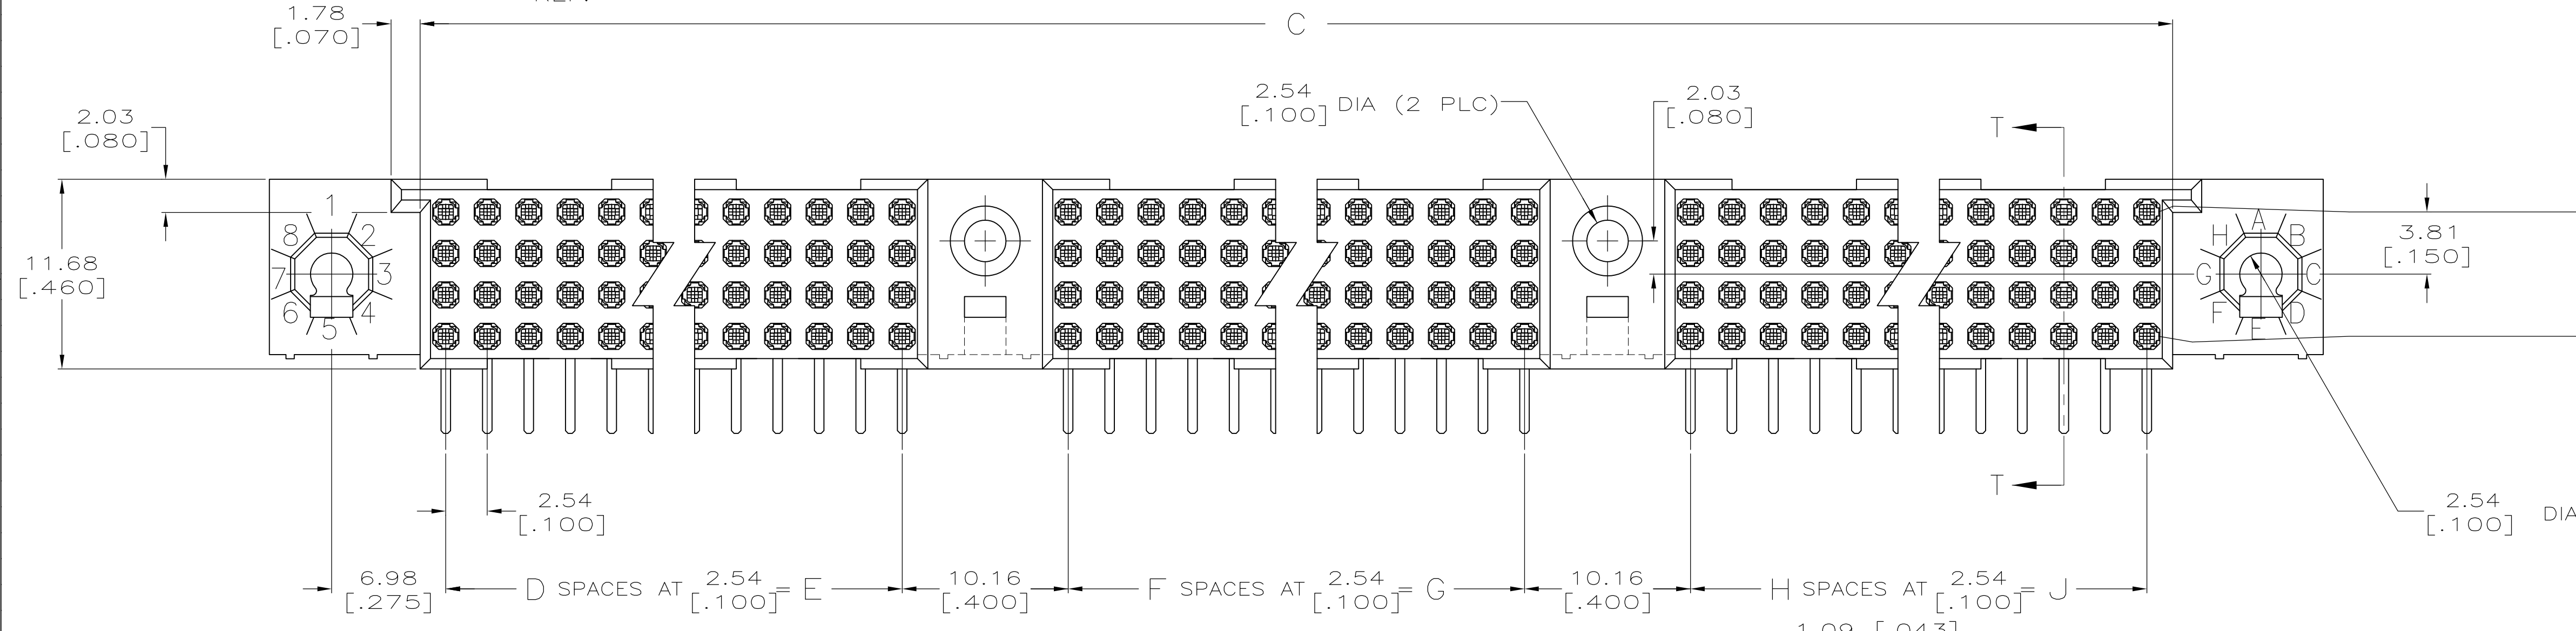 1.78
[.070]
C
2.03
[.080]
2.54
[.100] DIA (2 PLC)
2.03
[.080]
T
11.68
[.460]
1
2
3
4
5
6
7
8
A
B
C
D
E
F
G
H
3.81
[.150]
T
2.54
[.100]
2.54
[.100] DIA
6.98
[.275]
D SPACES AT 2.54 [.100] = E
10.16
[.400]
F SPACES AT 2.54 [.100] = G
10.16
[.400]
H SPACES AT 2.54 [.100] = J
1.09 [.043]